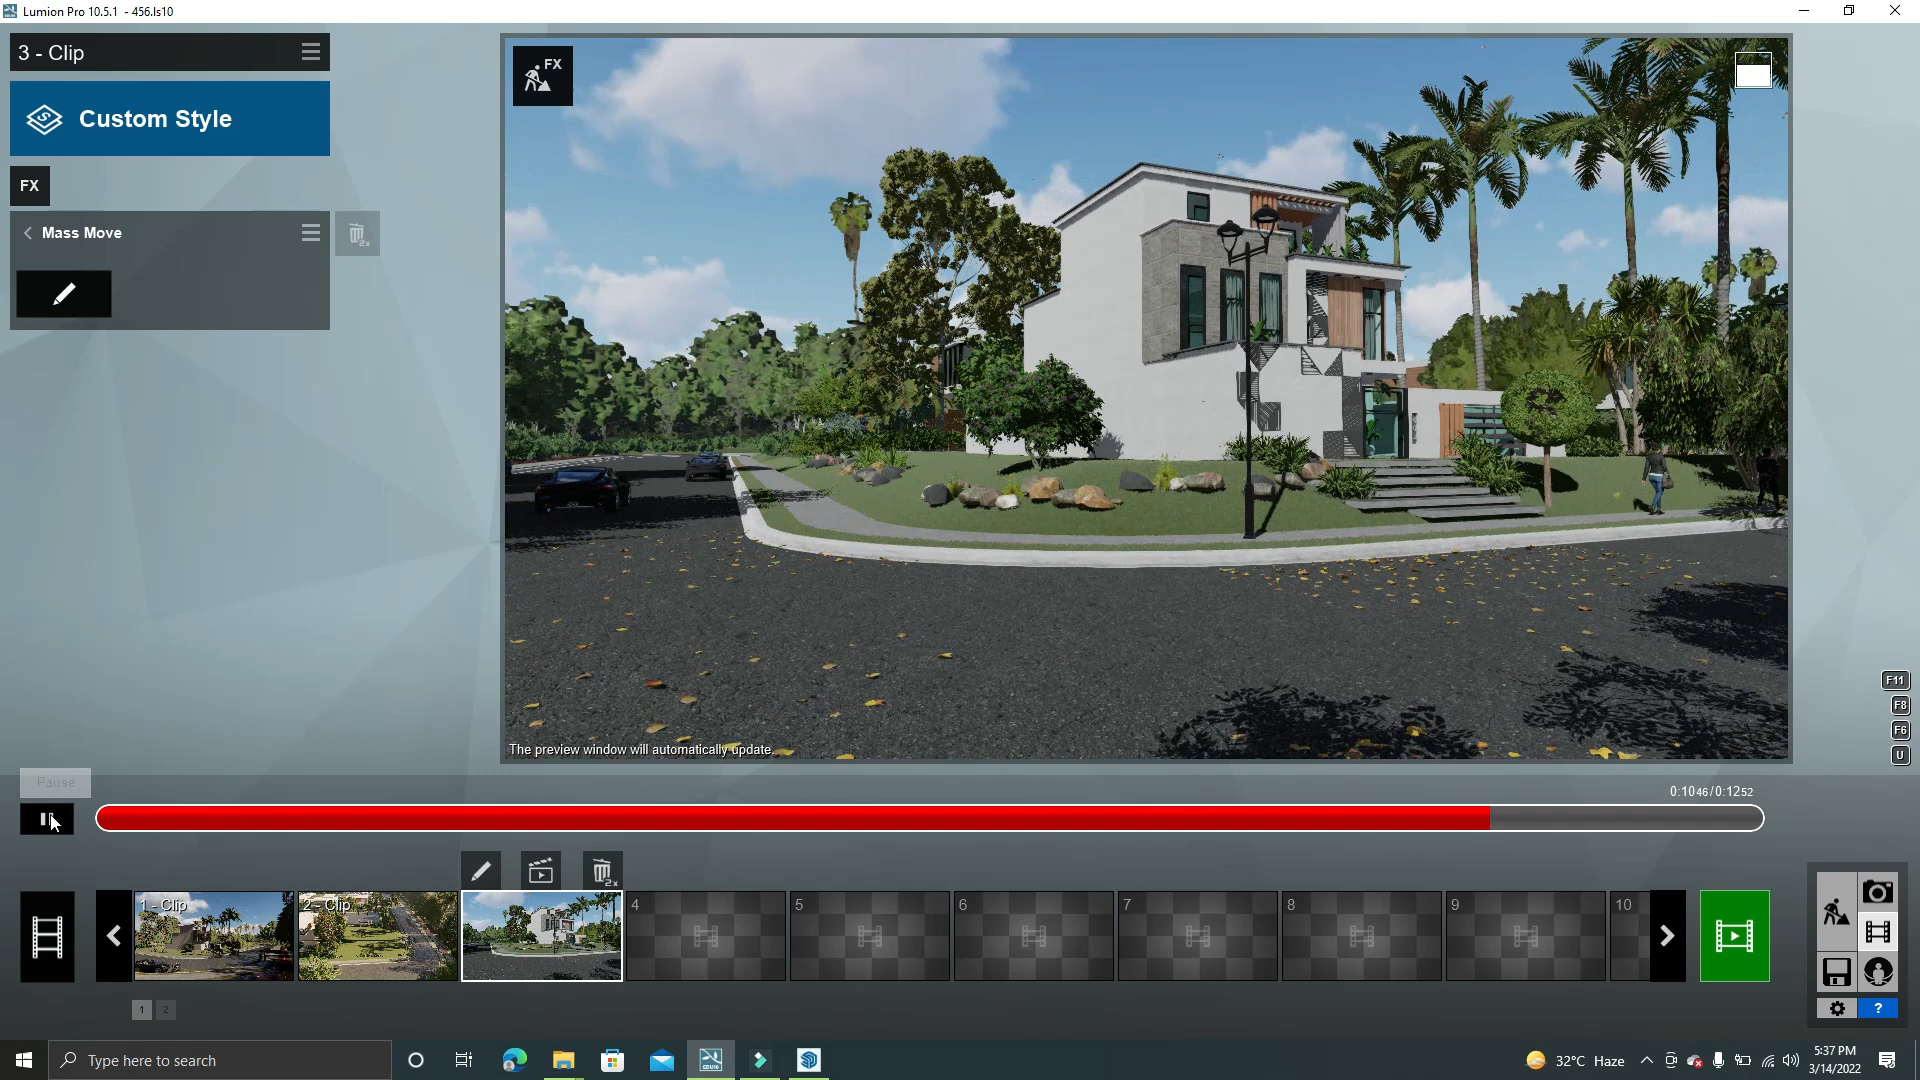 Lumion Pro 10.5.1 - 456.ls10
3 - Clip
Custom Style
FX
Mass Move
2x
FX
The preview window will automatically update.
F11
F8
F6
U
Pause
0:1046/0:1252
2x
1 - Clip
2 - Clip
4
5
6
7
8
9
10
1
2
?
Type here to search
32°C Haze
5:37 PM
3/14/2022